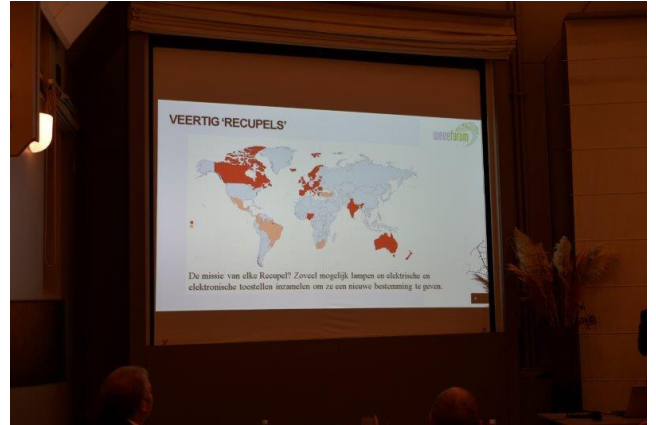 VEERTIG ‘RECUPELS’
weeeforum
De missie van elke Recupel? Zoveel mogelijk lampen en elektrische en
elektronische toestellen inzamelen om ze een nieuwe bestemming te geven.